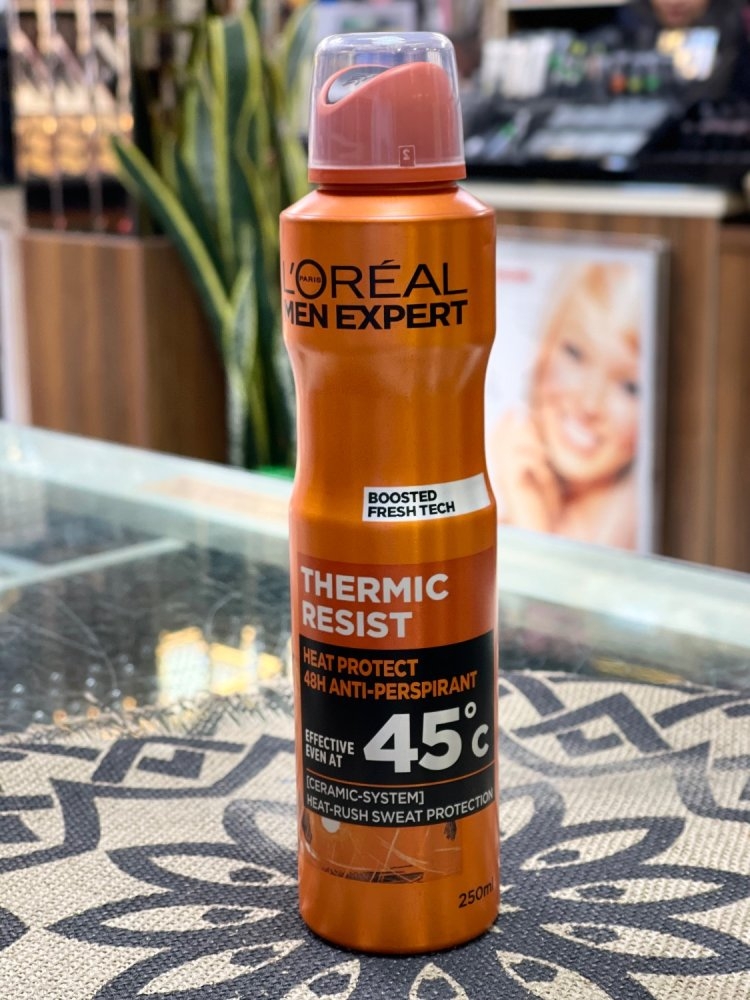 PARIS
L'ORÉAL
MEN EXPERT
BOOSTED
FRESH TECH
THERMIC
RESIST
HEAT PROTECT
48H ANTI-PERSPIRANT
EFFECTIVE
EVEN AT
45°C
[CERAMIC-SYSTEM]
HEAT-RUSH SWEAT PROTECTION
250ml